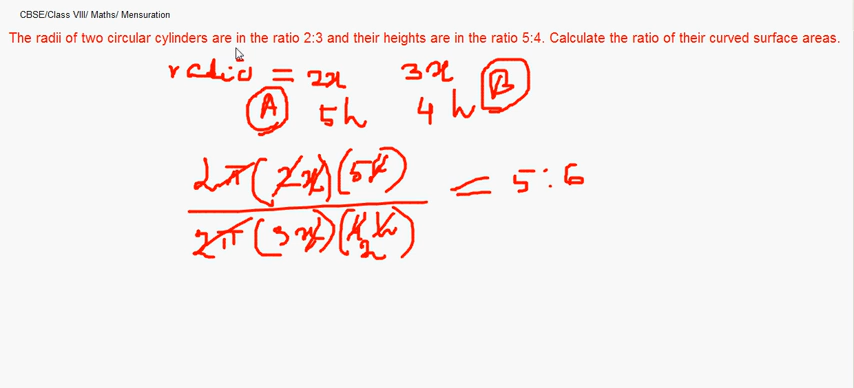 CBSE/Class VIII/ Maths/ Mensuration
The radii of two circular cylinders are in the ratio 2:3 and their heights are in the ratio 5:4. Calculate the ratio of their curved surface areas.
radio = 2x 3x B
A 5h 4h
2π(2x)(5h)
= 5:6
2π(3x)(4h)
2